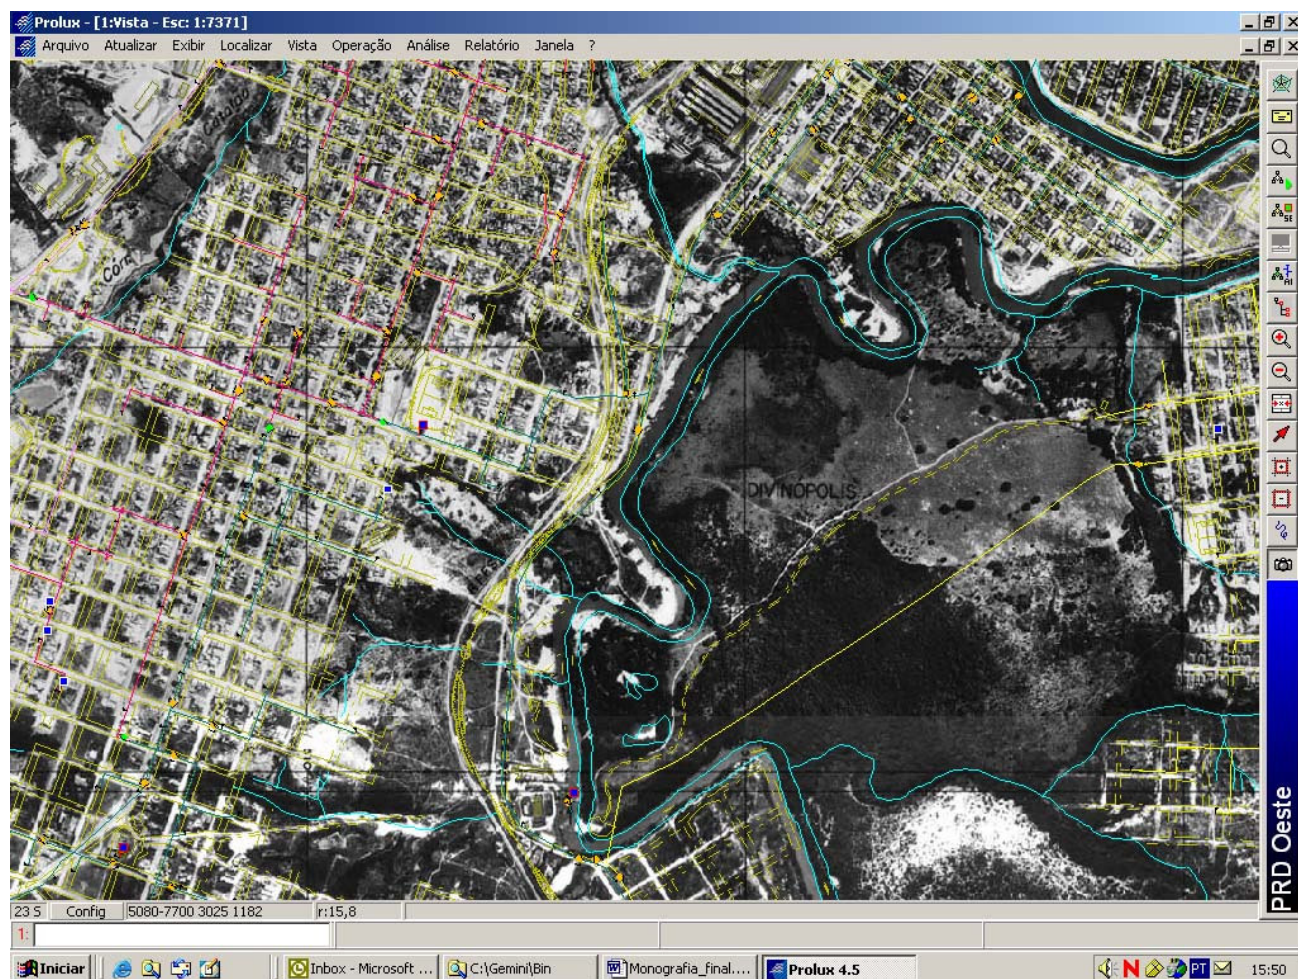 Prolux - [1:Vista - Esc: 1:7371]
Arquivo Atualizar Exibir Localizar Vista Operação Análise Relatório Janela ?
DIVINÓPOLIS
SE
AI
PRD Oeste
23 S Config 5080-7700 3025 1182 r:15,8
1:
Iniciar Inbox - Microsoft ... C:\Gemini\Bin Monografia_final.... Prolux 4.5 N PT 15:50